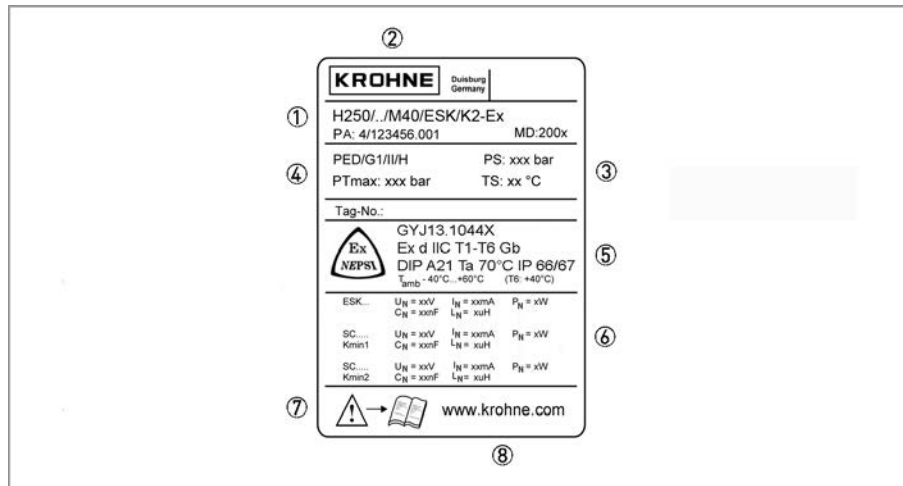 ②
KROHNE Duisburg Germany
① H250/../M40/ESK/K2-Ex
PA: 4/123456.001 MD:200x
PED/G1/II/H PS: xxx bar
④ PTmax: xxx bar TS: xx °C ③
Tag-No.:
GYJ13.1044X
Ex Ex d IIC T1-T6 Gb
NEPSI DIP A21 Ta 70°C IP 66/67 ⑤
Tamb - 40°C...+60°C (T6: +40°C)
ESK... UN = xxV IN = xxmA PN = xW
CN = xxnF LN = xuH
SC..... UN = xxV IN = xxmA PN = xW ⑥
Kmin1 CN = xxnF LN = xuH
SC..... UN = xxV IN = xxmA PN = xW
Kmin2 CN = xxnF LN = xuH
⑦ www.krohne.com
⑧